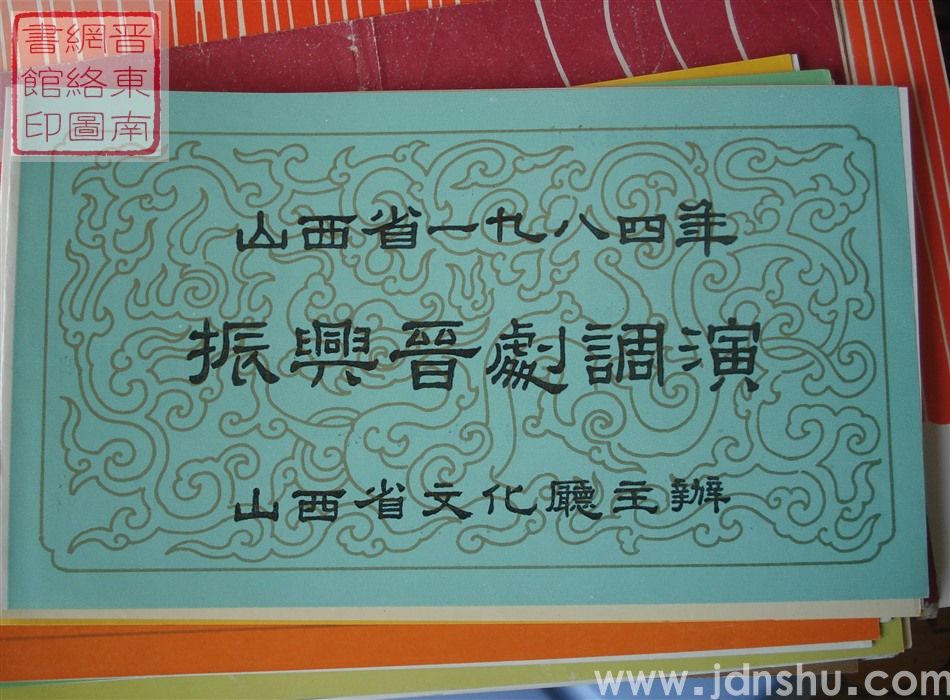 晋東南
網絡圖
書館印
山西省一九八四年
振興晉劇調演
山西省文化廳主辦
www.jdnshu.com